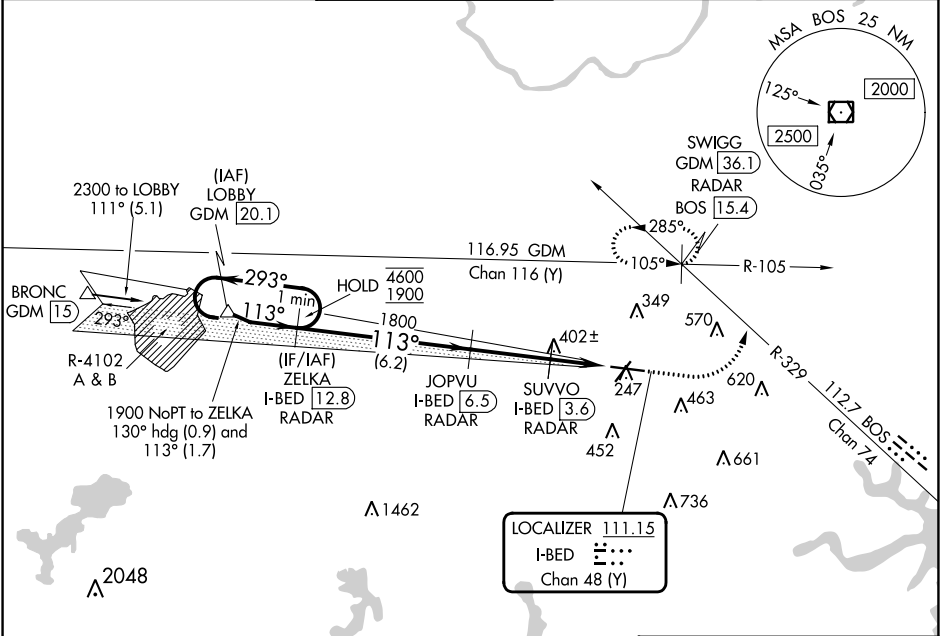 MSA BOS 25 NM
125°
2000
2500
035°
SWIGG
GDM 36.1
RADAR
BOS 15.4
(IAF)
LOBBY
GDM 20.1
2300 to LOBBY
111° (5.1)
285°
105°
116.95 GDM
Chan 116 (Y)
R-105
BRONC
GDM 15
293°
293°
1 min
113°
HOLD
4600
1900
1800
113°
(6.2)
349
570
402±
R-4102
A & B
(IF/IAF)
ZELKA
I-BED 12.8
RADAR
JOPVU
I-BED 6.5
RADAR
SUVVO
I-BED 3.6
RADAR
247
463
620
R-329
112.7 BOS
Chan 74
1900 NoPT to ZELKA
130° hdg (0.9) and
113° (1.7)
452
661
736
1462
LOCALIZER 111.15
I-BED
Chan 48 (Y)
2048